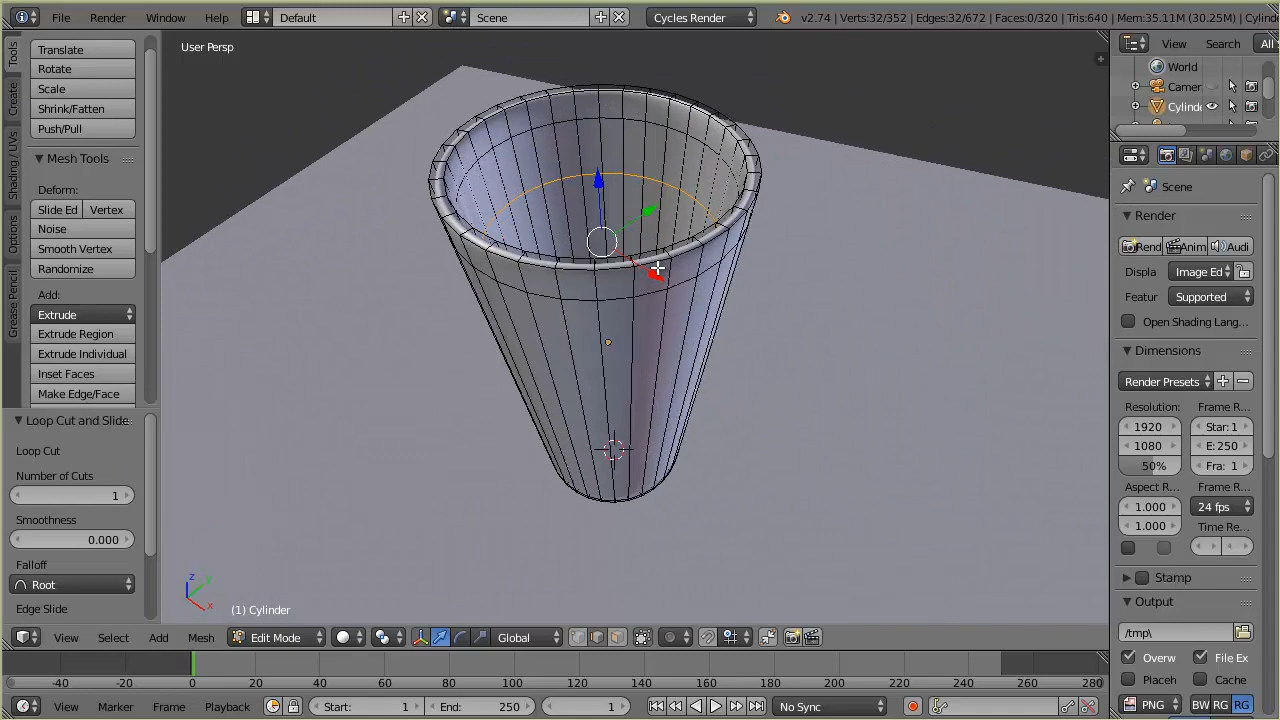 File Render Window Help Default Scene Cycles Render v2.74 | Verts:32/352 | Edges:32/672 | Faces:0/320 | Tris:640 | Mem:35.11M (30.25M) | Cylind
Tools
Create
Shading / UVs
Options
Grease Pencil
Translate
Rotate
Scale
Shrink/Fatten
Push/Pull
Mesh Tools
Deform:
Slide Ed Vertex
Noise
Smooth Vertex
Randomize
Add:
Extrude
Extrude Region
Extrude Individual
Inset Faces
Make Edge/Face
Loop Cut and Slide
Loop Cut
Number of Cuts
1
Smoothness
0.000
Falloff
Root
Edge Slide
User Persp
z
y
x
(1) Cylinder
View Select Add Mesh Edit Mode Global
-40 -20 0 20 40 60 80 100 120 140 160 180 200 220 240 260 280
View Marker Frame Playback Start: 1 End: 250 1 No Sync
View Search All
World
Camer
Cylinde
Scene
Render
Rend Anim Audi
Displa Image Ed
Featur Supported
Open Shading Lang...
Dimensions
Render Presets
Resolution: Frame R...
1920 Star: 1
1080 E: 250
50% Fra: 1
Aspect R... Frame R...
1.000 24 fps
1.000 Time Re...
Stamp
Output
/tmp\
Overw File Ex
Placeh Cache
PNG BW RG RG